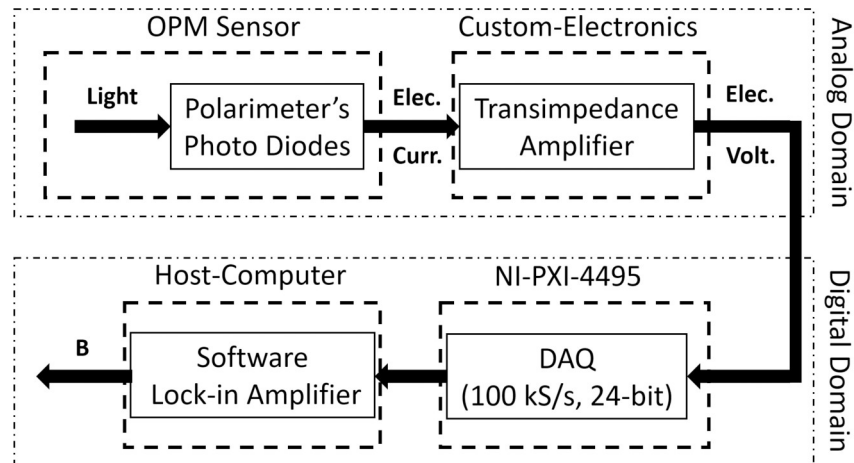 OPM Sensor
Custom-Electronics
Light
Polarimeter's
Photo Diodes
Elec.
Curr.
Transimpedance
Amplifier
Elec.
Volt.
Analog Domain
Host-Computer
NI-PXI-4495
B
Software
Lock-in Amplifier
DAQ
(100 kS/s, 24-bit)
Digital Domain